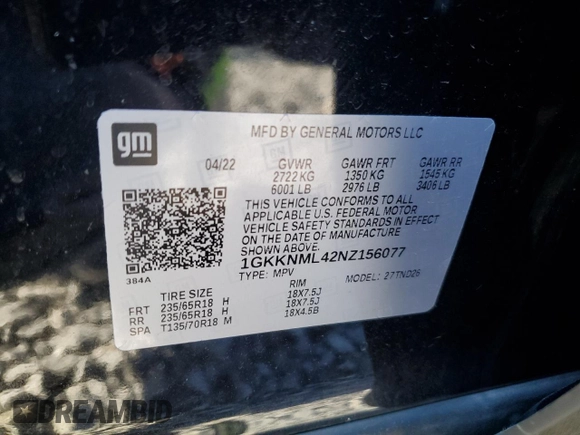 gm
MFD BY GENERAL MOTORS LLC
04/22 GVWR GAWR FRT GAWR RR
2722 KG 1350 KG 1545 KG
6001 LB 2976 LB 3406 LB
THIS VEHICLE CONFORMS TO ALL
APPLICABLE U.S. FEDERAL MOTOR
VEHICLE SAFETY STANDARDS IN EFFECT
ON THE DATE OF MANUFACTURE
SHOWN ABOVE.
1GKKNML42NZ156077
TYPE: MPV MODEL: 27TND26
384A
TIRE SIZE RIM
FRT 235/65R18 H 18X7.5J
RR 235/65R18 H 18X7.5J
SPA T135/70R18 M 18X4.5B
DREAMBID